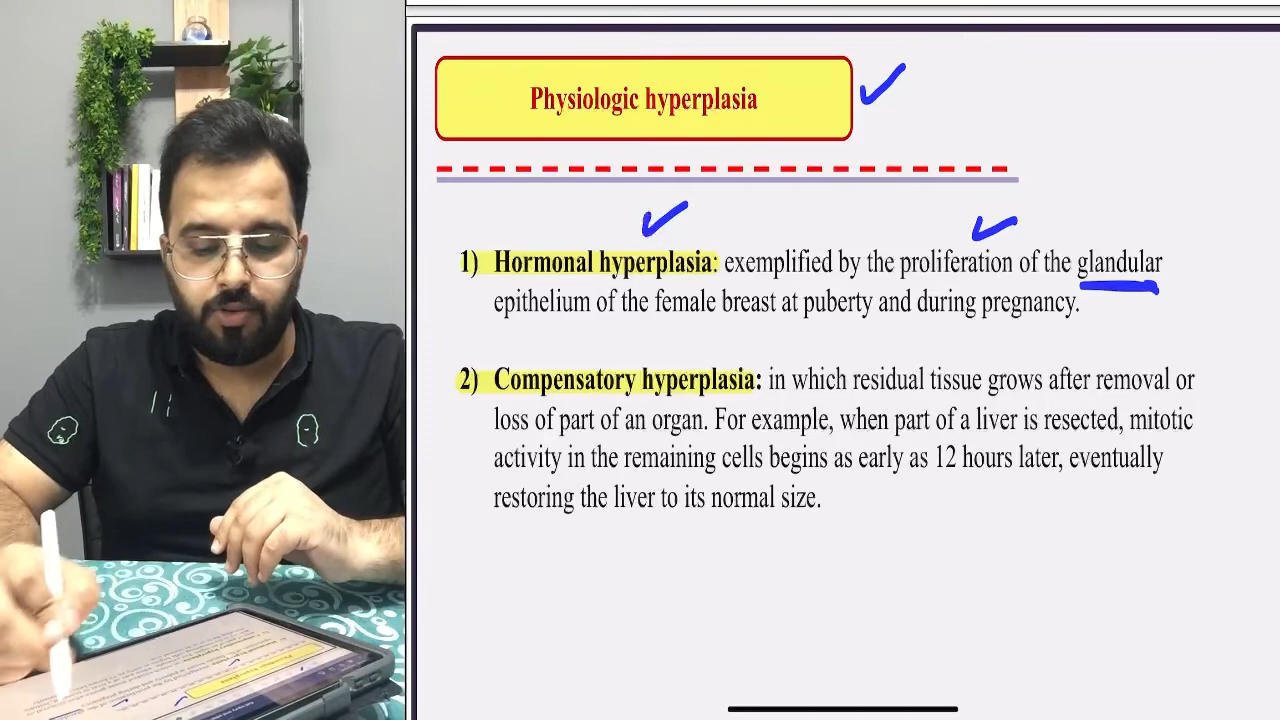 Physiologic hyperplasia
1) Hormonal hyperplasia: exemplified by the proliferation of the glandular
epithelium of the female breast at puberty and during pregnancy.
2) Compensatory hyperplasia: in which residual tissue grows after removal or
loss of part of an organ. For example, when part of a liver is resected, mitotic
activity in the remaining cells begins as early as 12 hours later, eventually
restoring the liver to its normal size.